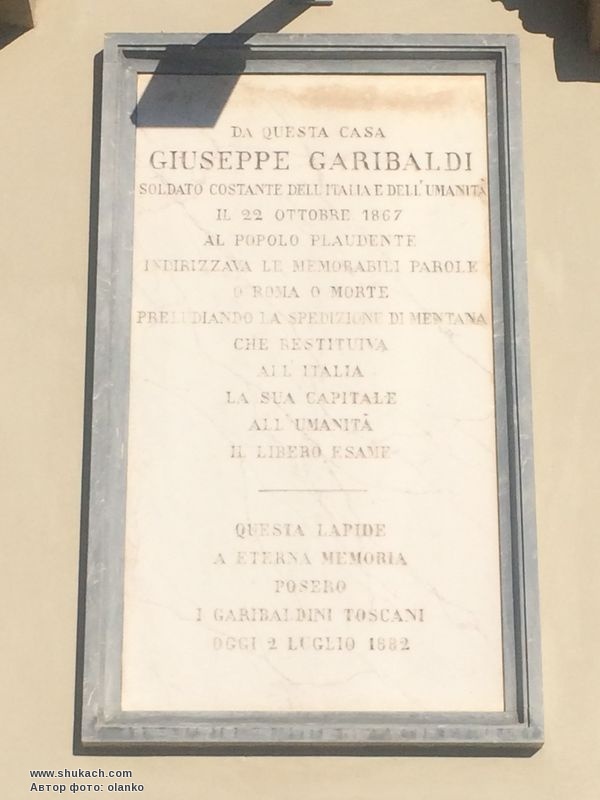 DA QUESTA CASA
GIUSEPPE GARIBALDI
SOLDATO COSTANTE DELL'ITALIA E DELL'UMANITÀ
IL 22 OTTOBRE 1867
AL POPOLO PLAUDENTE
INDIRIZZAVA LE MEMORABILI PAROLE
O ROMA O MORTE
PRELUDIANDO LA SPEDIZIONE DI MENTANA
CHE RESTITUIVA
ALL'ITALIA
LA SUA CAPITALE
ALL'UMANITÀ
IL LIBERO ESAME
QUESTA LAPIDE
A ETERNA MEMORIA
POSERO
I GARIBALDINI TOSCANI
OGGI 2 LUGLIO 1882
www.shukach.com
Автор фото: olanko